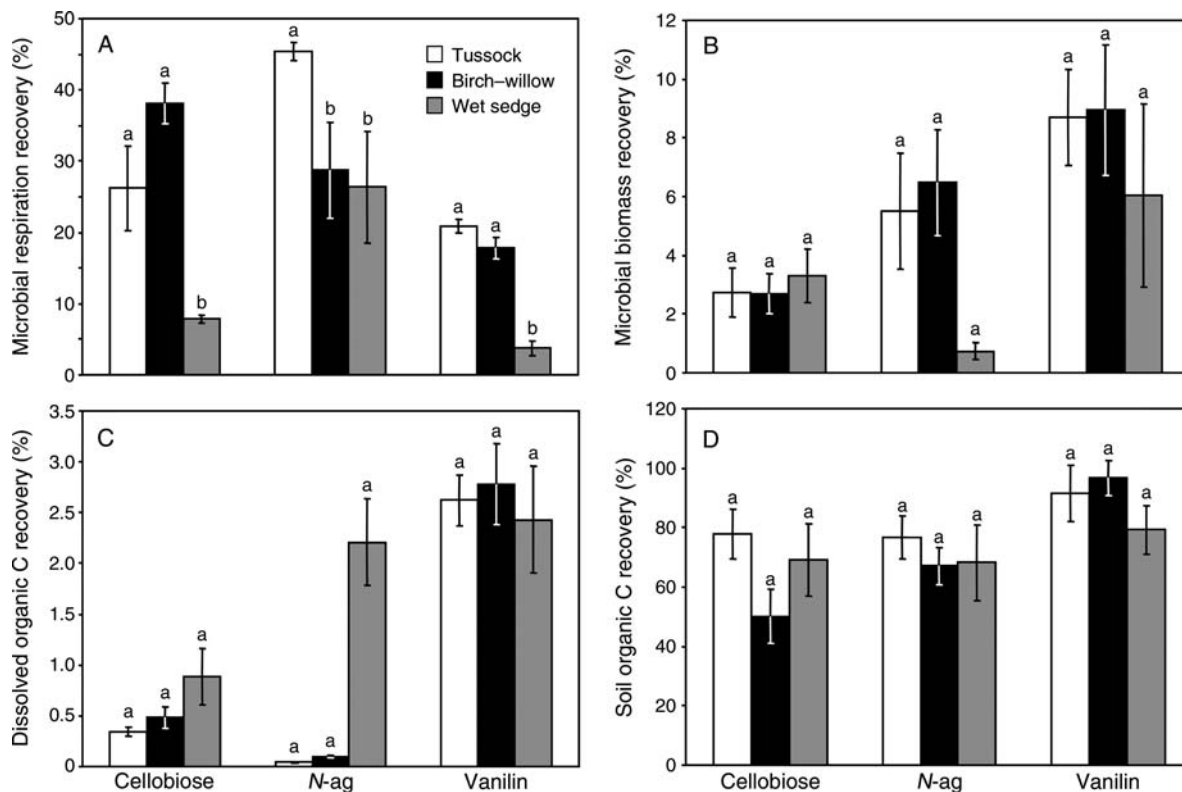 A
Microbial respiration recovery (%)
50
40
30
20
10
0
a
a
b
a
b
b
a
a
b
Tussock
Birch–willow
Wet sedge
B
Microbial biomass recovery (%)
12
10
8
6
4
2
0
a
a
a
a
a
a
a
a
a
C
Dissolved organic C recovery (%)
3.5
3.0
2.5
2.0
1.5
1.0
0.5
0
a
a
a
a
a
a
a
a
a
Cellobiose
N-ag
Vanilin
D
Soil organic C recovery (%)
120
100
80
60
40
20
0
a
a
a
a
a
a
a
a
a
Cellobiose
N-ag
Vanilin